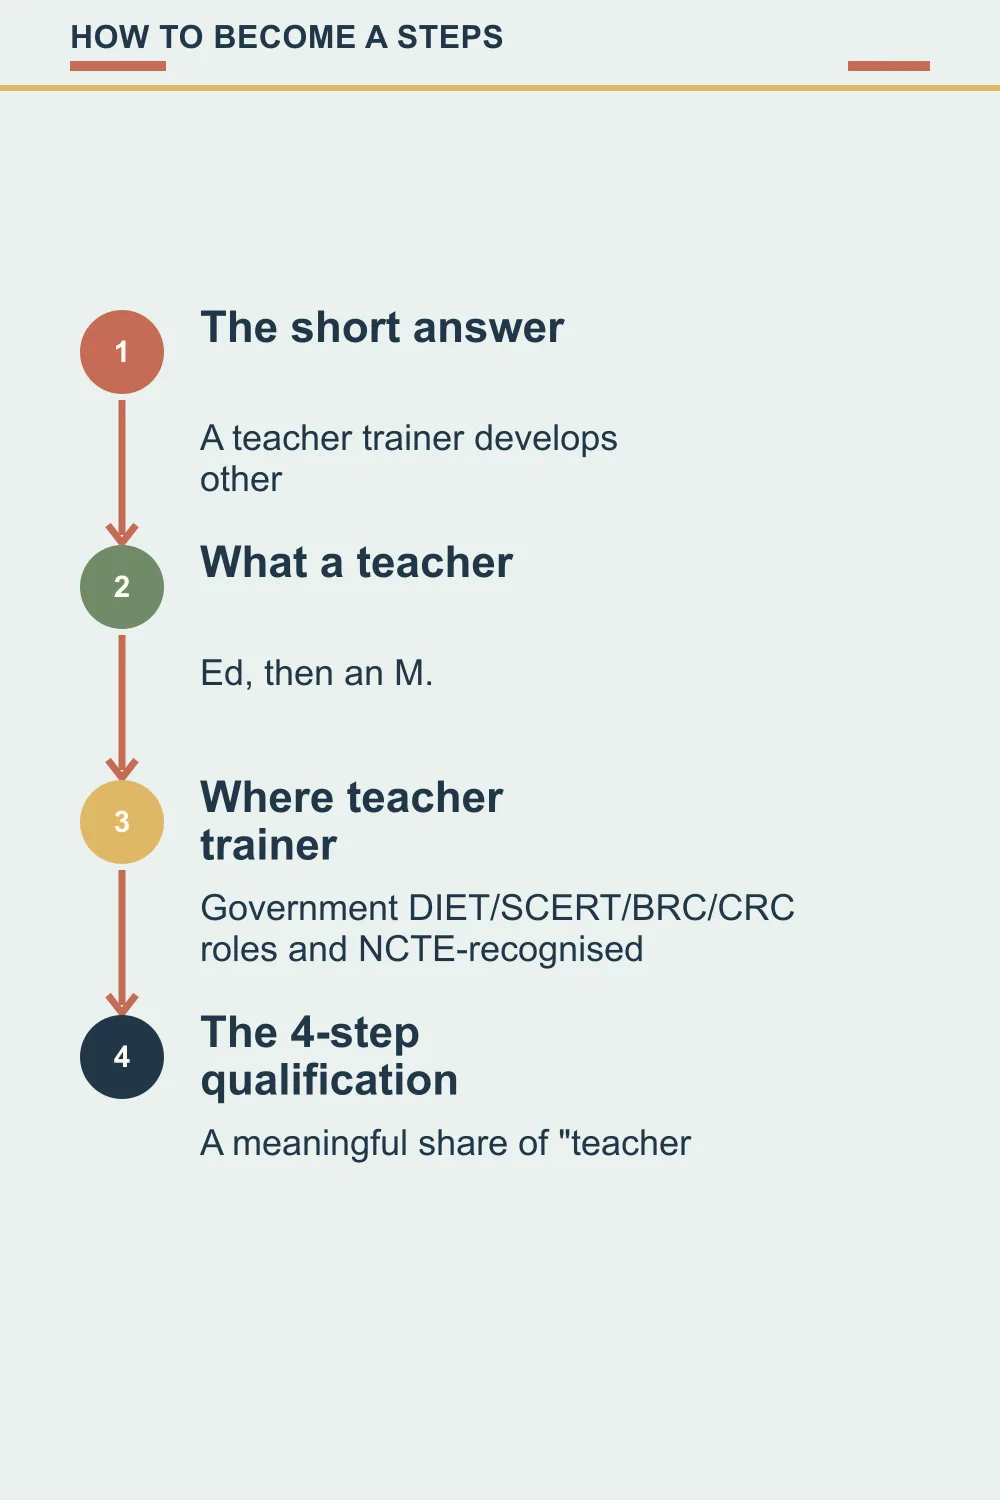 HOW TO BECOME A STEPS
1
The short answer
A teacher trainer develops
other
2
What a teacher
Ed, then an M.
3
Where teacher
trainer
Government DIET/SCERT/BRC/CRC
roles and NCTE-recognised
4
The 4-step
qualification
A meaningful share of "teacher